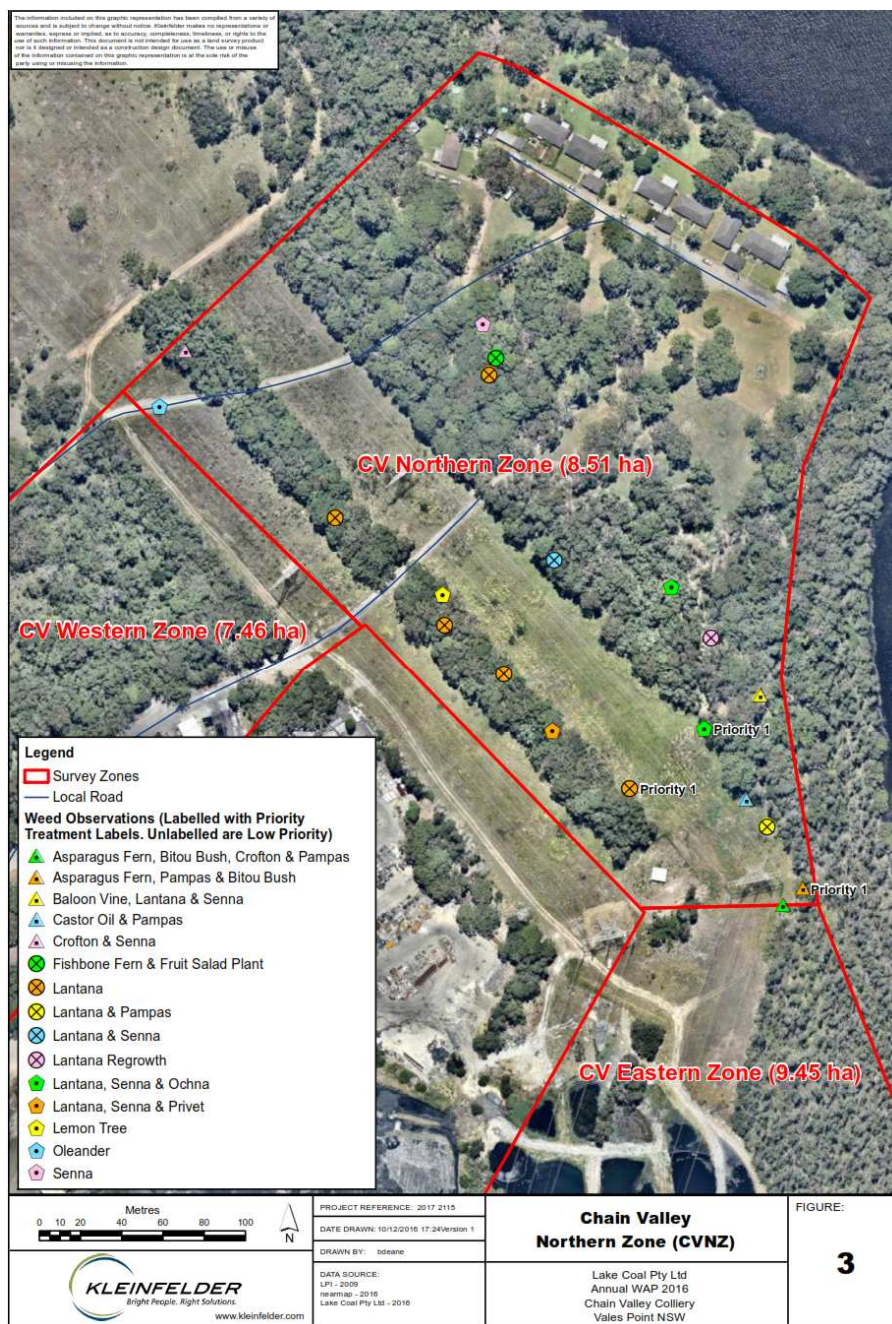 The information included on this graphic representation has been compiled from a variety of
sources and is subject to change without notice. Kleinfelder makes no representations or
warranties, express or implied, as to accuracy, completeness, timeliness, or rights to the
use of such information. This document is not intended for use as a land survey product
nor is it designed or intended as a construction design document. The use or misuse
of the information contained on this graphic representation is at the sole risk of the
party using or misusing the information.
CV Northern Zone (8.51 ha)
CV Western Zone (7.46 ha)
Priority 1
Priority 1
Priority 1
CV Eastern Zone (9.45 ha)
Legend
Survey Zones
Local Road
Weed Observations (Labelled with Priority
Treatment Labels. Unlabelled are Low Priority)
Asparagus Fern, Bitou Bush, Crofton & Pampas
Asparagus Fern, Pampas & Bitou Bush
Baloon Vine, Lantana & Senna
Castor Oil & Pampas
Crofton & Senna
Fishbone Fern & Fruit Salad Plant
Lantana
Lantana & Pampas
Lantana & Senna
Lantana Regrowth
Lantana, Senna & Ochna
Lantana, Senna & Privet
Lemon Tree
Oleander
Senna
Metres
0 10 20 40 60 80 100
N
KLEINFELDER
Bright People. Right Solutions.
www.kleinfelder.com
PROJECT REFERENCE: 2017 2115
DATE DRAWN: 10/12/2016 17:24Version 1
DRAWN BY: bdeane
DATA SOURCE:
LPI - 2009
nearmap - 2016
Lake Coal Pty Ltd - 2016
Chain Valley
Northern Zone (CVNZ)
Lake Coal Pty Ltd
Annual WAP 2016
Chain Valley Colliery
Vales Point NSW
FIGURE:
3